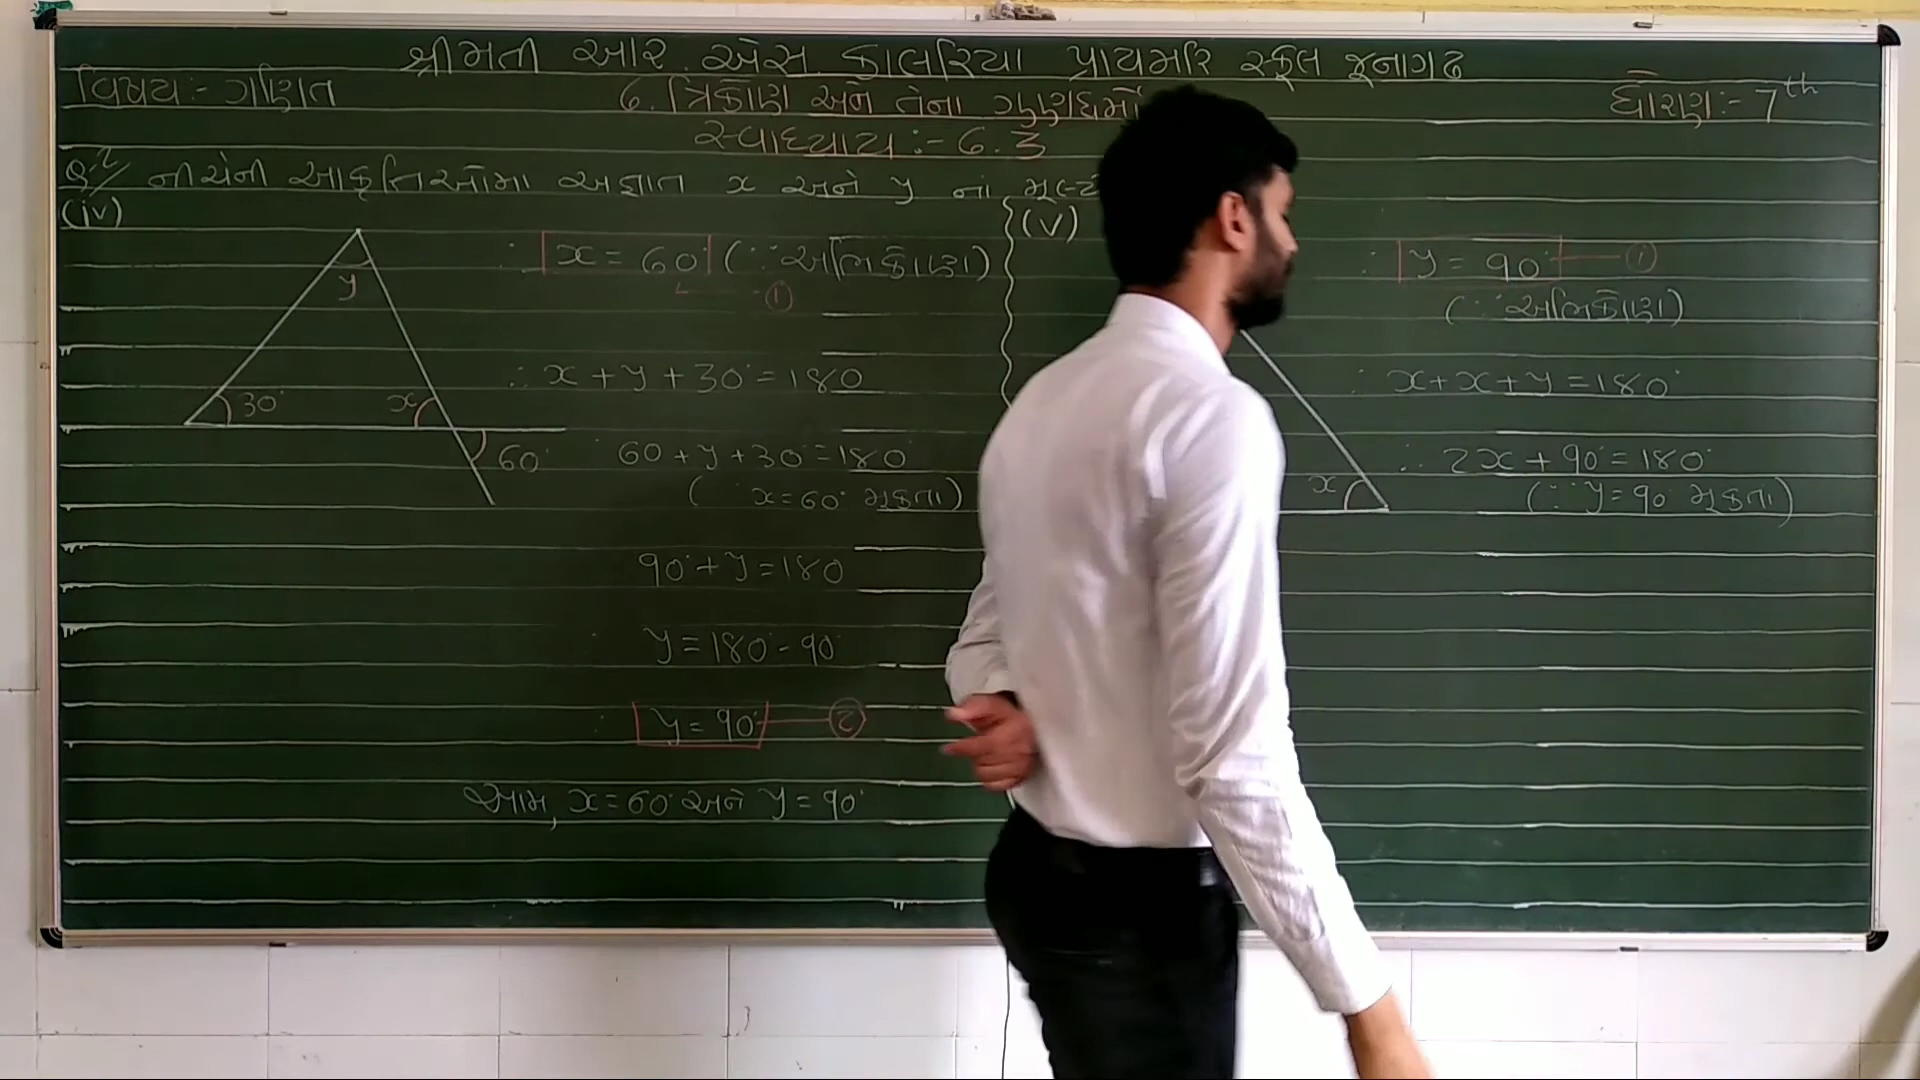 શ્રીમતી આર. એસ. કાલરિયા પ્રાયમરિ સ્કૂલ જૂનાગઢ
વિષય:- ગણિત
6. ત્રિકોણ અને તેના ગુણધર્મો
ધોરણ:- 7th
સ્વાધ્યાય:- 6.3
Q-2 નીચેની આકૃતિઓમા અજ્ઞાત x અને y નાં
(iv)
y
30°
x
60°
∴ x = 60° (∵ અભિકોણ)
①
∴ x + y + 30° = 180
60 + y + 30° = 180
(∵ x = 60° મુકતા)
90° + y = 180
y = 180° - 90°
∴ y = 90° ②
આમ, x = 60° અને y = 90°
(v)
x
∴ y = 90° ①
(∵ અભિકોણ)
∴ x + x + y = 180°
∴ 2x + 90° = 180°
(∵ y = 90° મુકતા)